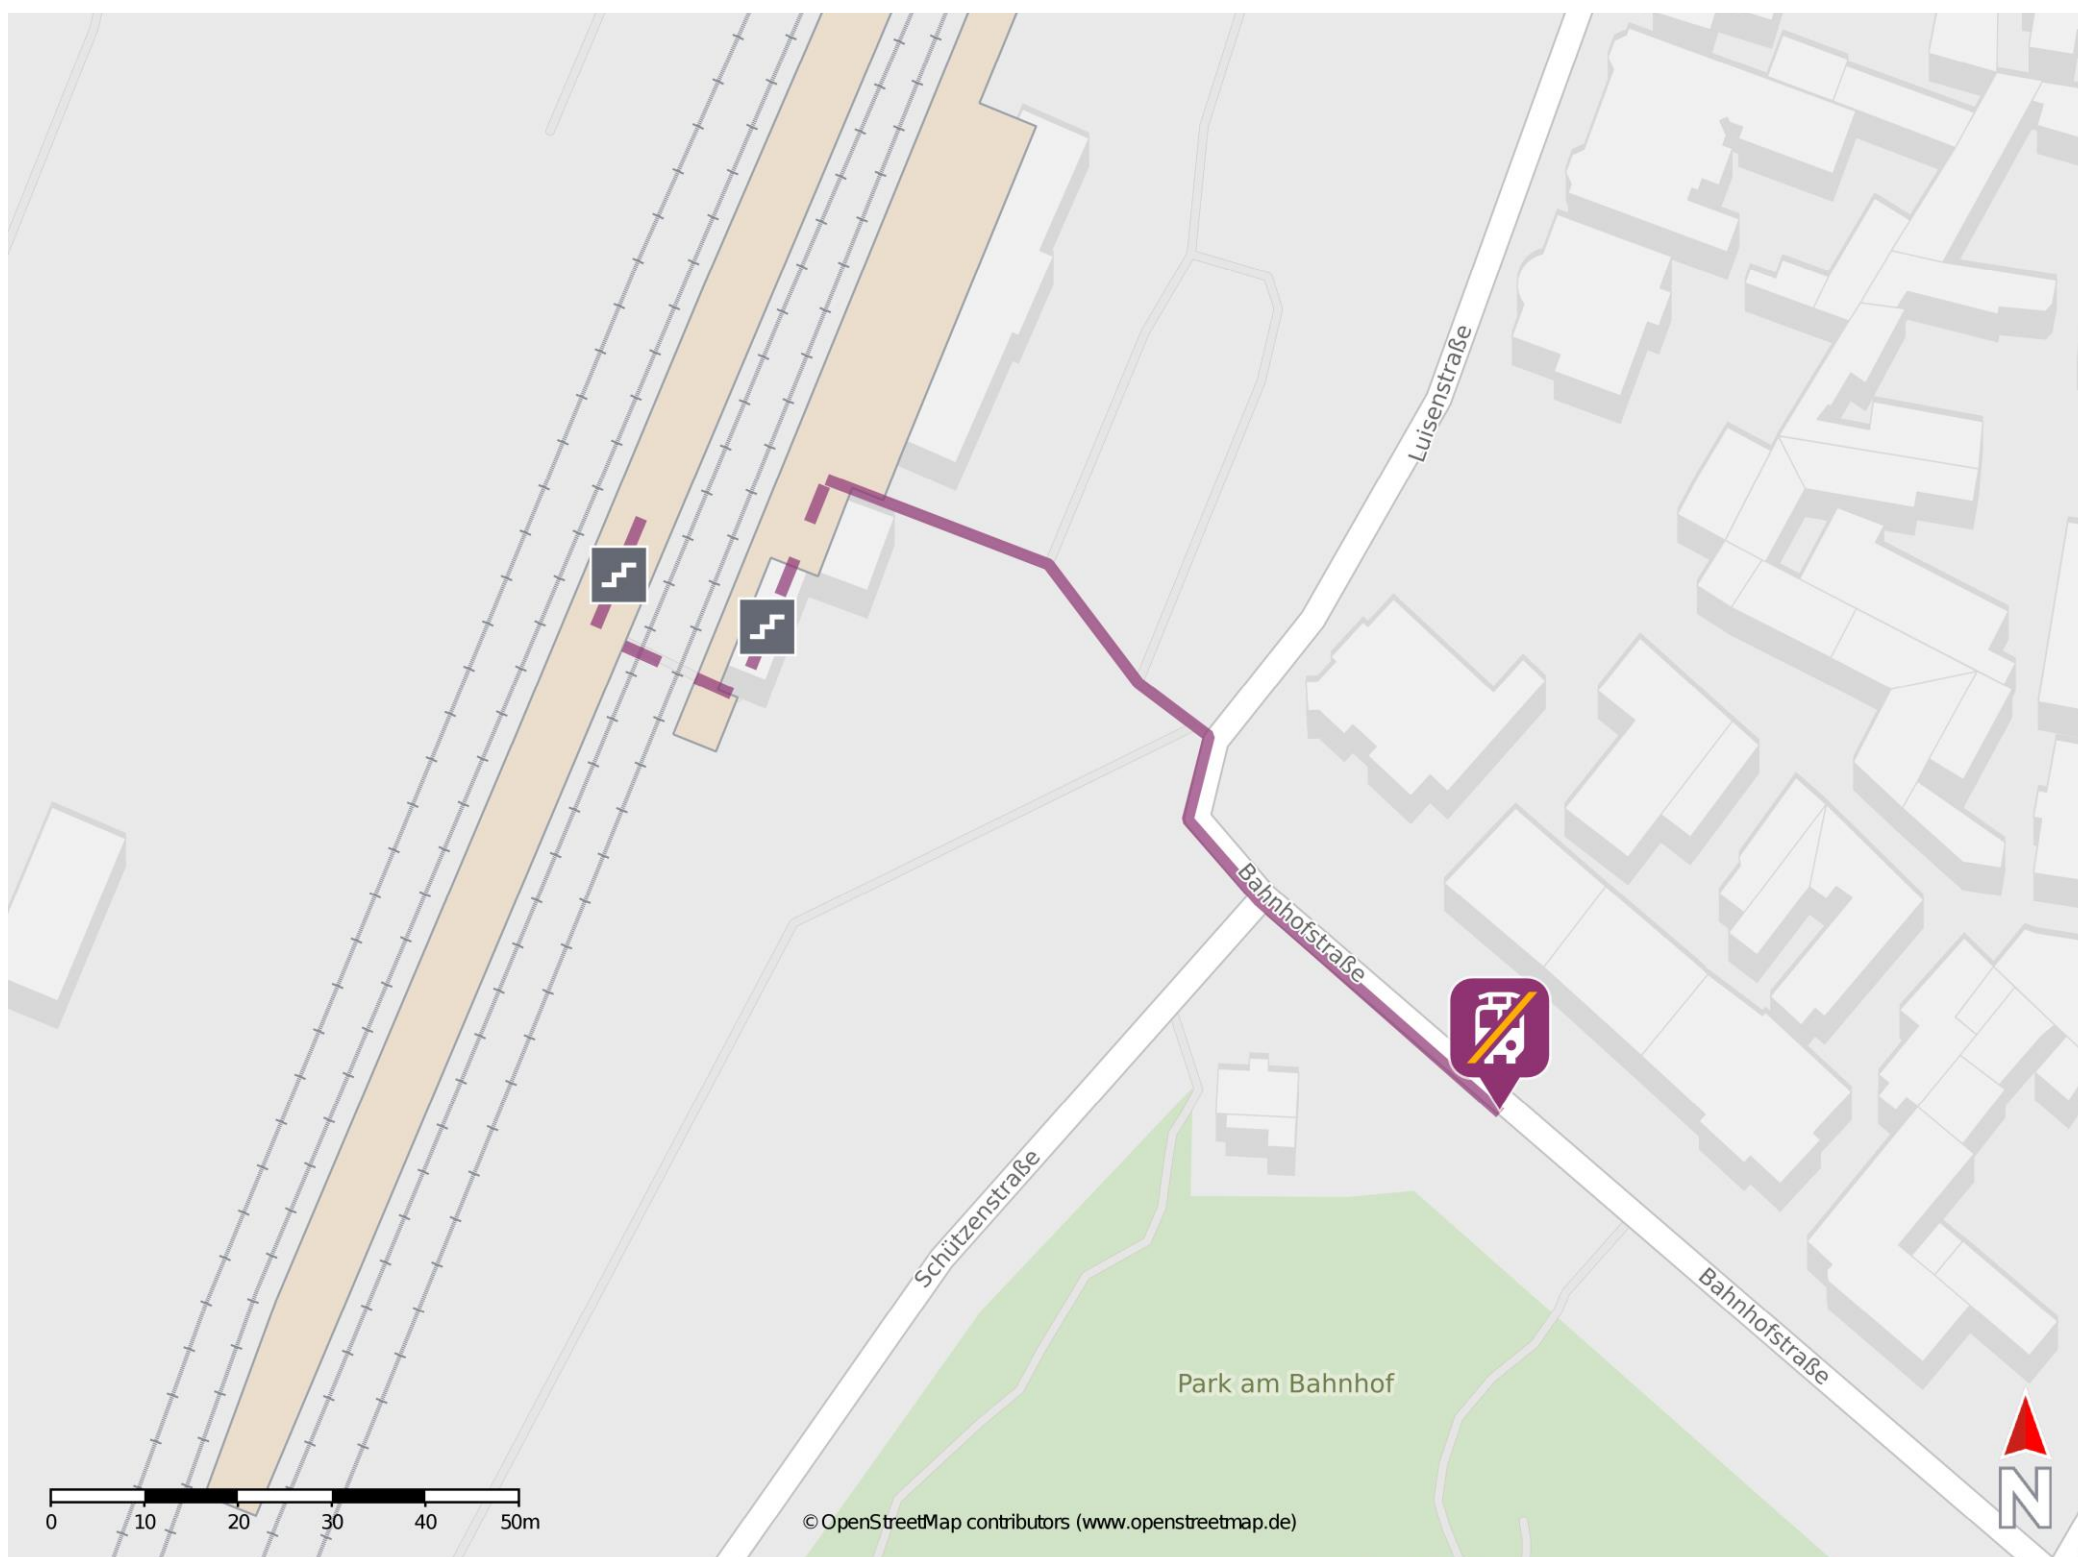 Luisenstraße
Bahnhofstraße
Schützenstraße
Bahnhofstraße
Park am Bahnhof
N
0 10 20 30 40 50m
© OpenStreetMap contributors (www.openstreetmap.de)